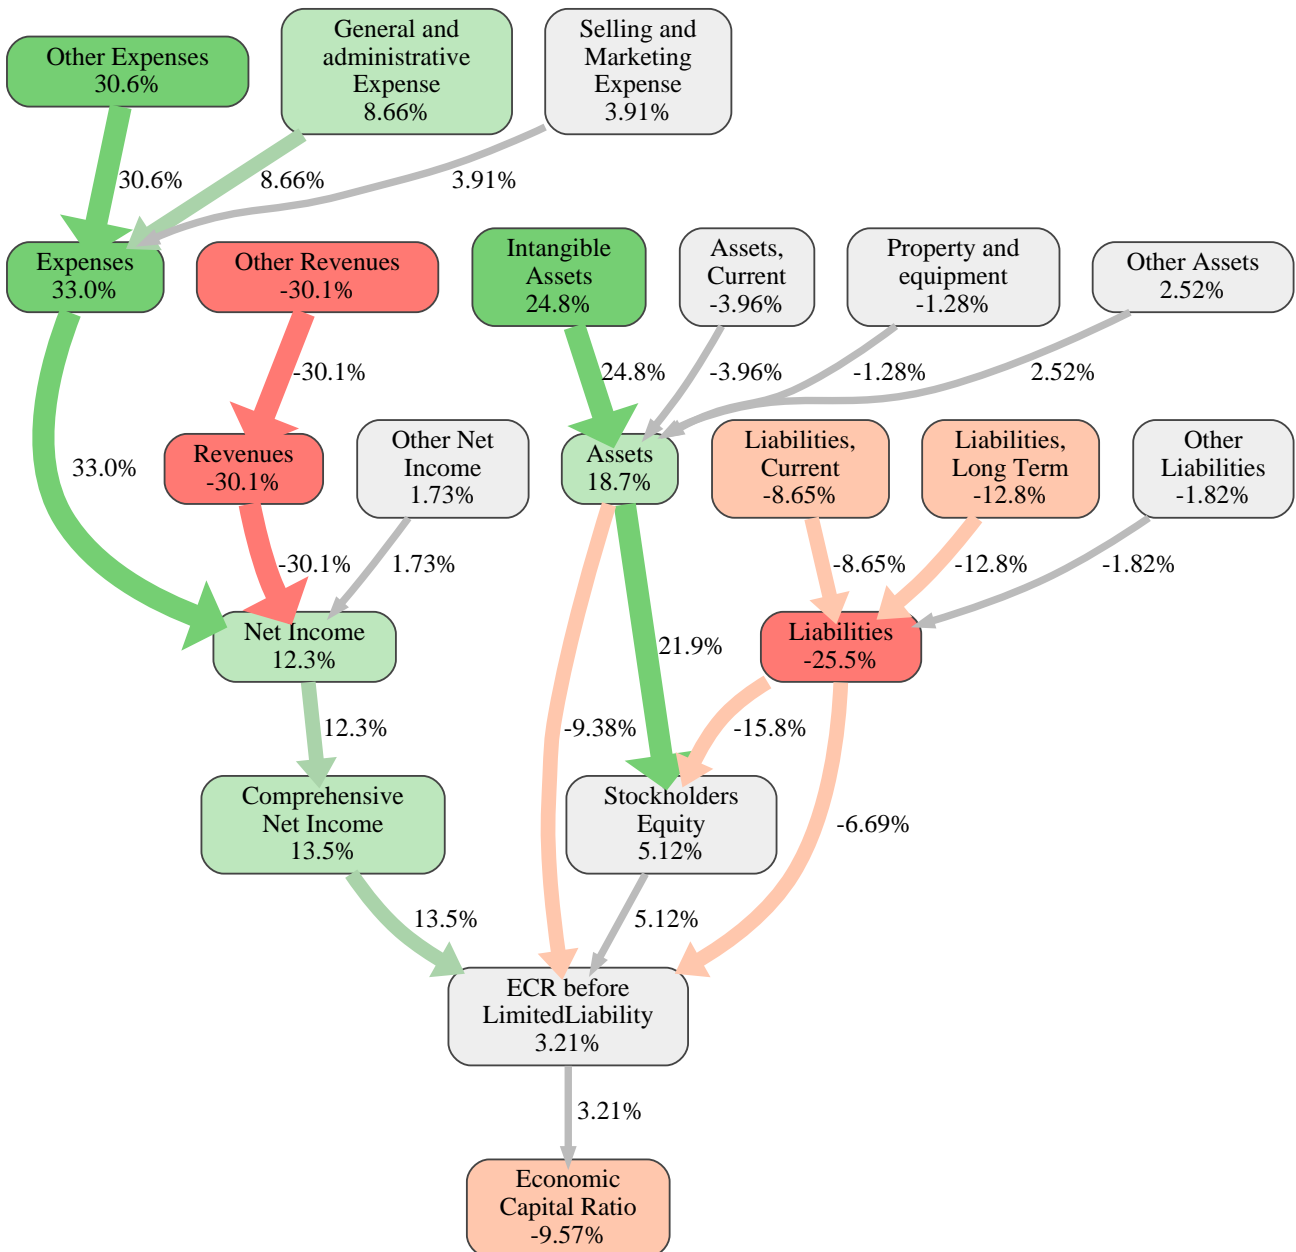 Other Expenses
30.6%
General and
administrative
Expense
8.66%
Selling and
Marketing
Expense
3.91%
30.6%
8.66%
3.91%
Expenses
33.0%
Other Revenues
-30.1%
Intangible
Assets
24.8%
Assets,
Current
-3.96%
Property and
equipment
-1.28%
Other Assets
2.52%
-30.1%
24.8%
-3.96%
-1.28%
2.52%
33.0%
Revenues
-30.1%
Other Net
Income
1.73%
Assets
18.7%
Liabilities,
Current
-8.65%
Liabilities,
Long Term
-12.8%
Other
Liabilities
-1.82%
-30.1%
1.73%
-8.65%
-12.8%
-1.82%
Net Income
12.3%
21.9%
Liabilities
-25.5%
12.3%
-9.38%
-15.8%
Comprehensive
Net Income
13.5%
Stockholders
Equity
5.12%
-6.69%
13.5%
5.12%
ECR before
LimitedLiability
3.21%
3.21%
Economic
Capital Ratio
-9.57%